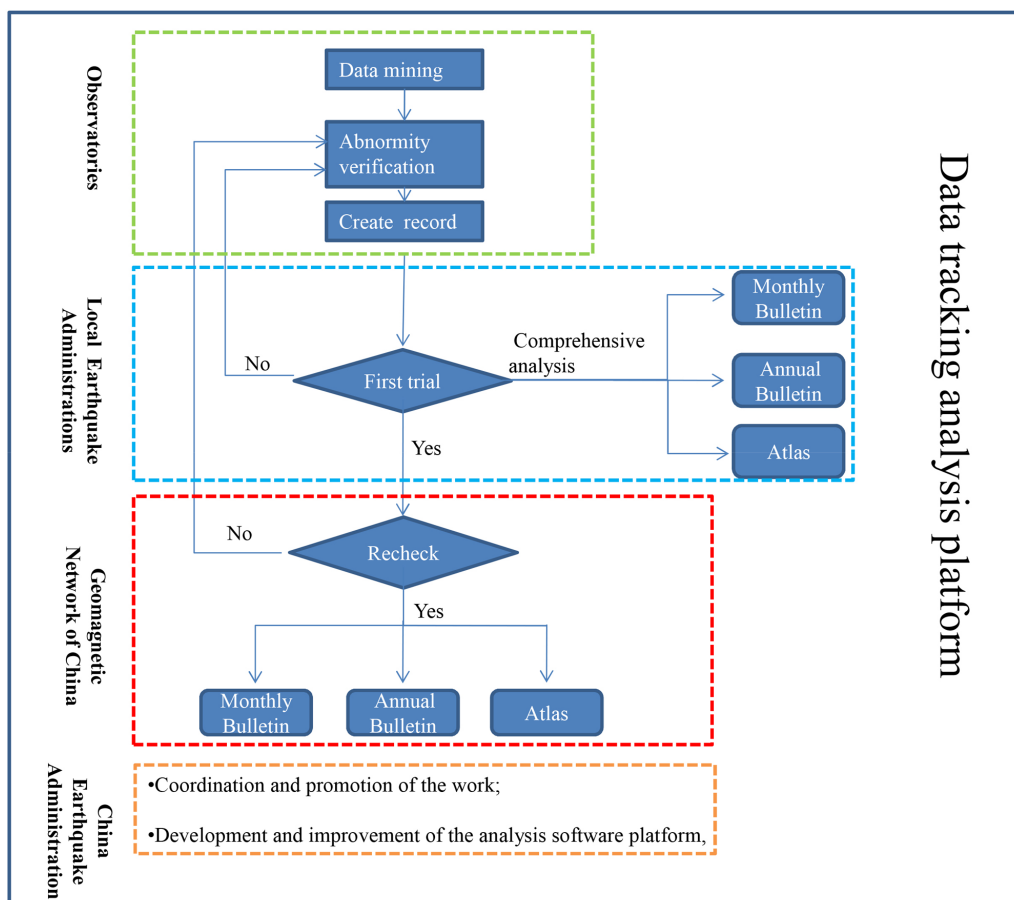 Observatories
Data mining
Abnormity
verification
Create record
Local Earthquake
Administrations
First trial
No
Comprehensive
analysis
Monthly
Bulletin
Annual
Bulletin
Atlas
Yes
Geomagnetic
Network of China
Recheck
No
Yes
Monthly
Bulletin
Annual
Bulletin
Atlas
China
Earthquake
Administration
•Coordination and promotion of the work;
•Development and improvement of the analysis software platform,
Data tracking analysis platform